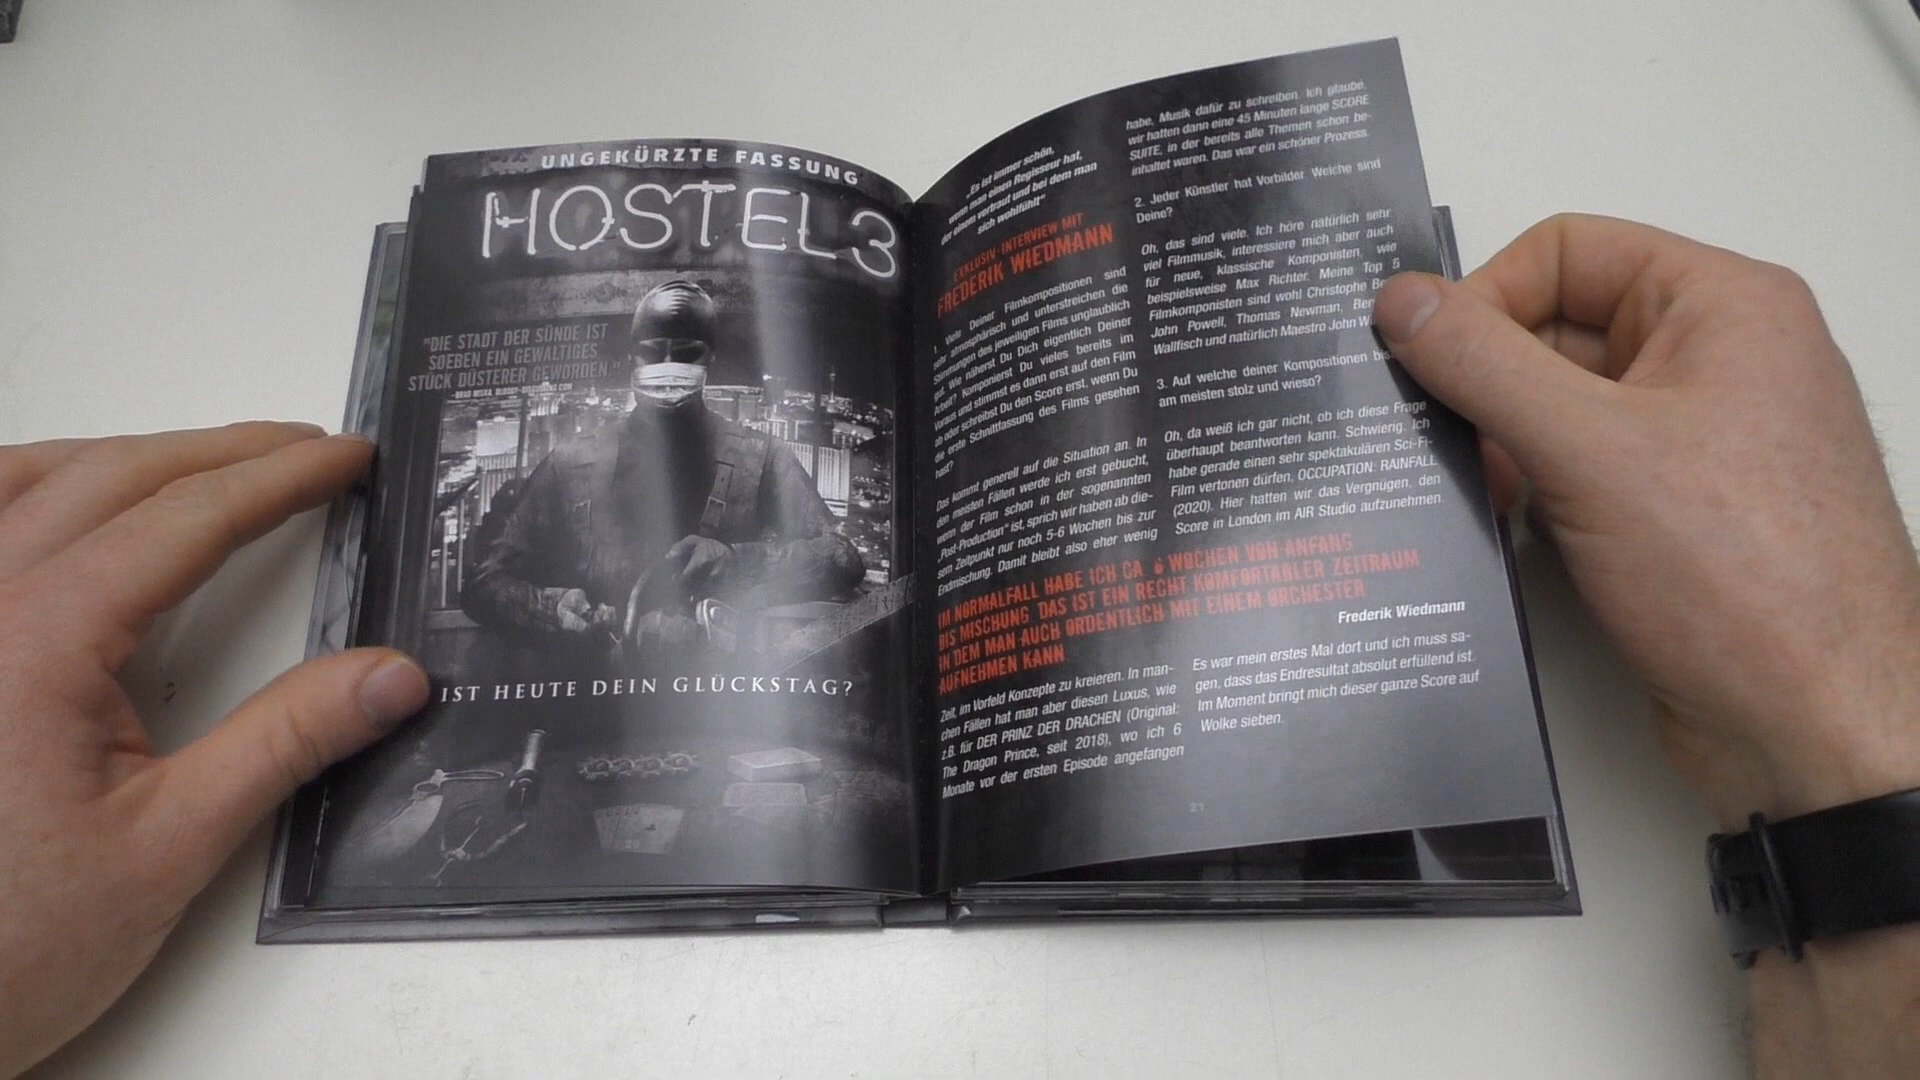 UNGEKÜRZTE FASSUNG
HOSTEL 3
"DIE STADT DER SÜNDE IST
SOEBEN EIN GEWALTIGES
STÜCK DÜSTERER GEWORDEN."
-BRAD MISKA, BLOODY-DISGUSTING.COM
IST HEUTE DEIN GLÜCKSTAG?
20
„Es ist immer schön,
wenn man einen Regisseur hat,
der einem vertraut und bei dem man
sich wohlfühlt“
EXKLUSIV-INTERVIEW MIT
FREDERIK WIEDMANN
1. Viele Deiner Filmkompositionen sind
sehr atmosphärisch und unterstreichen die
Stimmungen des jeweiligen Films unglaublich
gut. Wie näherst Du Dich eigentlich Deiner
Arbeit? Komponierst Du vieles bereits im
Voraus und stimmst es dann erst auf den Film
ab oder schreibst Du den Score erst, wenn Du
die erste Schnittfassung des Films gesehen
hast?
Das kommt generell auf die Situation an. In
den meisten Fällen werde ich erst gebucht,
wenn der Film schon in der sogenannten
„Post-Production“ ist, sprich wir haben ab die-
sem Zeitpunkt nur noch 5-6 Wochen bis zur
Endmischung. Damit bleibt also eher wenig
IM NORMALFALL HABE ICH CA. 6 WOCHEN VON ANFANG
BIS MISCHUNG. DAS IST EIN RECHT KOMFORTABLER ZEITRAUM
IN DEM MAN AUCH ORDENTLICH MIT EINEM ORCHESTER
AUFNEHMEN KANN
Frederik Wiedmann
Zeit, im Vorfeld Konzepte zu kreieren. In man-
chen Fällen hat man aber diesen Luxus, wie
z.B. für DER PRINZ DER DRACHEN (Original:
The Dragon Prince, seit 2018), wo ich 6
Monate vor der ersten Episode angefangen
habe, Musik dafür zu schreiben. Ich glaube,
wir hatten dann eine 45 Minuten lange SCORE
SUITE, in der bereits alle Themen schon be-
inhaltet waren. Das war ein schöner Prozess.
2. Jeder Künstler hat Vorbilder. Welche sind
Deine?
Oh, das sind viele. Ich höre natürlich sehr
viel Filmmusik, interessiere mich aber auch
für neue, klassische Komponisten, wie
beispielsweise Max Richter. Meine Top 5
Filmkomponisten sind wohl Christophe
John Powell, Thomas Newman,
Wallfisch und natürlich Maestro John
3. Auf welche deiner Kompositionen
am meisten stolz und wieso?
Oh, da weiß ich gar nicht, ob ich diese Frage
überhaupt beantworten kann. Schwierig. Ich
habe gerade einen sehr spektakulären Sci-Fi-
Film vertonen dürfen, OCCUPATION: RAINFALL
(2020). Hier hatten wir das Vergnügen, den
Score in London im AIR Studio aufzunehmen.
Es war mein erstes Mal dort und ich muss sa-
gen, dass das Endresultat absolut erfüllend ist.
Im Moment bringt mich dieser ganze Score auf
Wolke sieben.
21